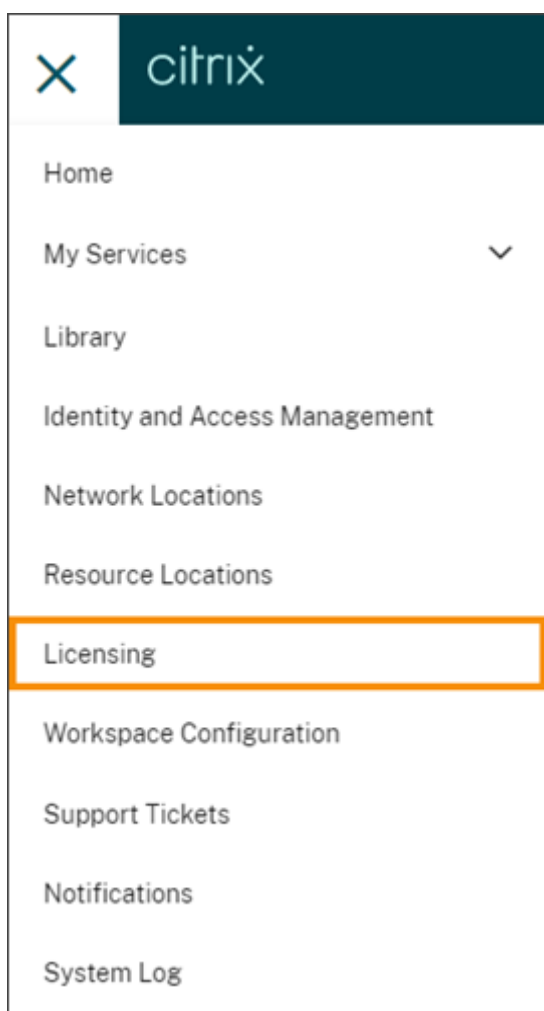 citrix
Home
My Services
Library
Identity and Access Management
Network Locations
Resource Locations
Licensing
Workspace Configuration
Support Tickets
Notifications
System Log